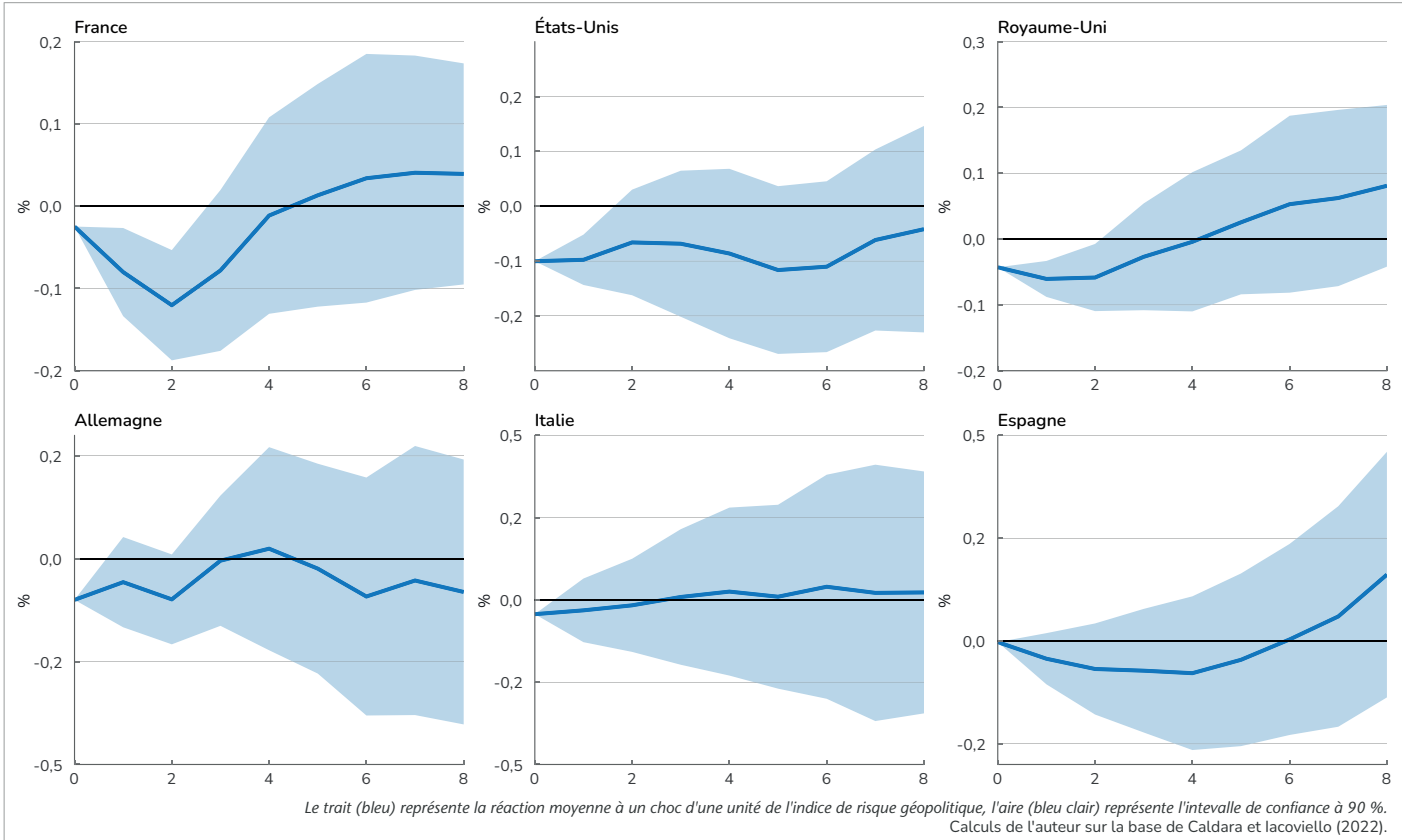 France
0,2
0,1
0,0
-0,1
-0,2
%
0 2 4 6 8
États-Unis
0,2
0,1
0,0
-0,1
-0,2
%
0 2 4 6 8
Royaume-Uni
0,3
0,2
0,1
0,0
-0,1
-0,2
%
0 2 4 6 8
Allemagne
0,2
0,0
-0,2
-0,5
%
0 2 4 6 8
Italie
0,5
0,2
0,0
-0,2
-0,5
%
0 2 4 6 8
Espagne
0,5
0,2
0,0
-0,2
%
0 2 4 6 8
Le trait (bleu) représente la réaction moyenne à un choc d'une unité de l'indice de risque géopolitique, l'aire (bleu clair) représente l'intevalle de confiance à 90 %.
Calculs de l'auteur sur la base de Caldara et Iacoviello (2022).